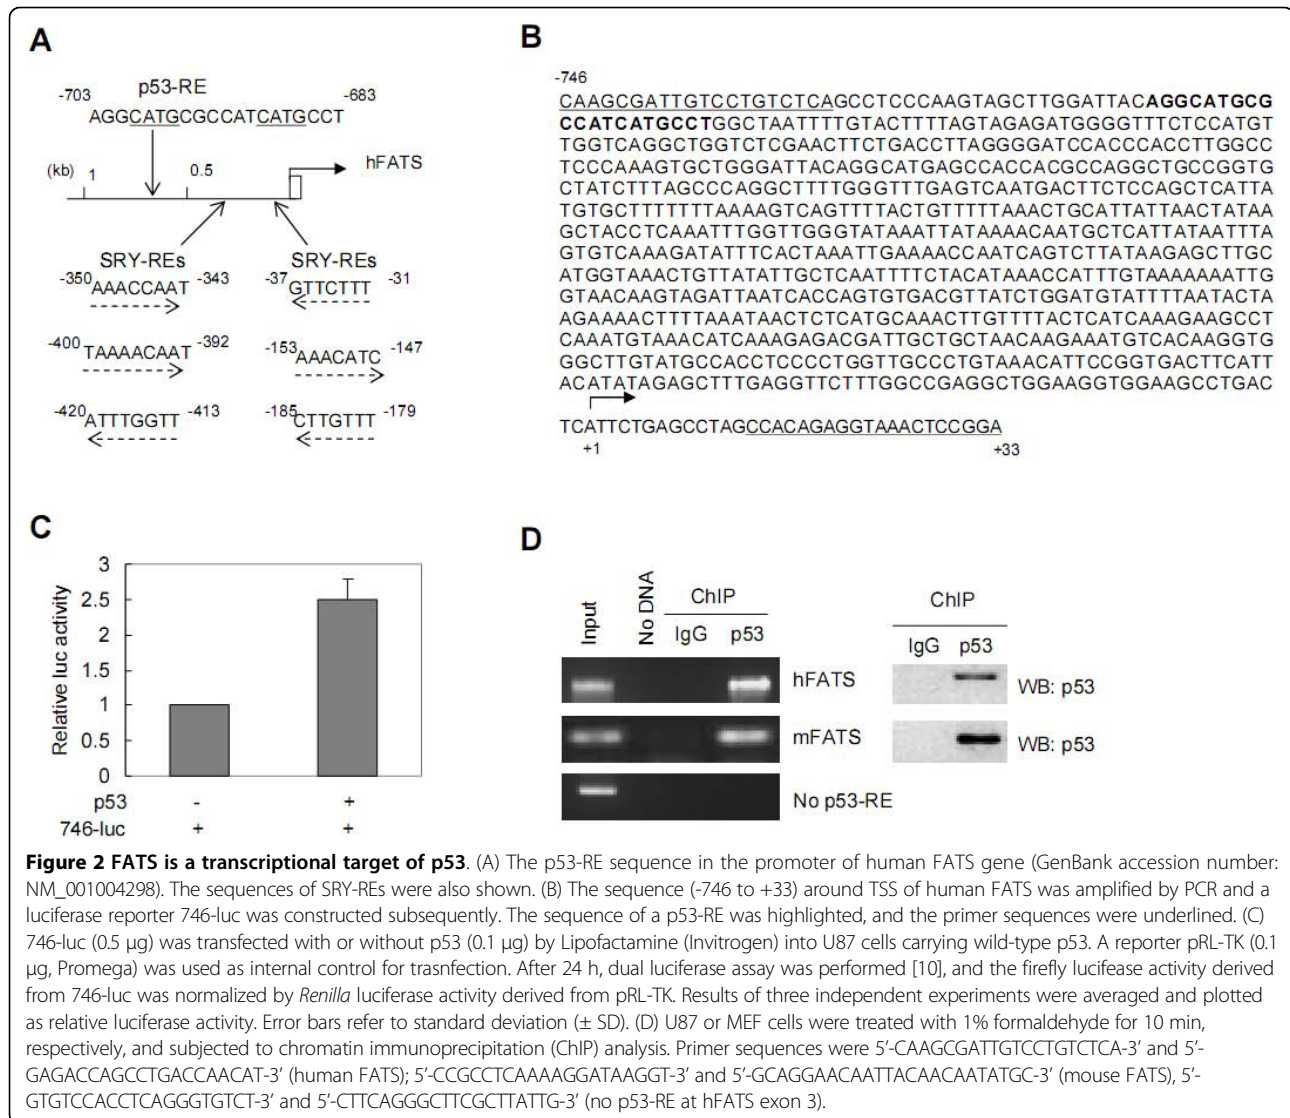 A
p53-RE
-703
-683
AGGCATGCGCCATCATGCCT
(kb)
1
0.5
hFATS
SRY-REs
SRY-REs
-350
AAACCAAT
-343
-37
GTTCTTT
-31
-400
TAAAACAAT
-392
-153
AAACATC
-147
-420
ATTTGGTT
-413
-185
CTTGTTT
-179
B
-746
CAAGCGATTGTCCTGTCTCAGCCTCCCAAGTAGCTTGGATTACAGGCATGCG
CCATCATGCCTGGCTAATTTTGTACTTTTAGTAGAGATGGGGTTTCTCCATGT
TGGTCAGGCTGGTCTCGAACTTCTGACCTTAGGGGATCCACCCACCTTGGCC
TCCCAAAGTGCTGGGATTACAGGCATGAGCCACCACGCCAGGCTGCCGGTG
CTATCTTTAGCCCAGGCTTTTGGGTTTGAGTCAATGACTTCTCCAGCTCATTA
TGTGCTTTTTTTAAAAGTCAGTTTTACTGTTTTTAAACTGCATTATTAACTATAA
GCTACCTCAAATTTGGTTGGGTATAAATTATAAAACAATGCTCATTATAATTTA
GTGTCAAAGATATTTCACTAAATTGAAAACCAATCAGTCTTATAAGAGCTTGC
ATGGTAAACTGTTATATTGCTCAATTTTCTACATAAACCATTTGTAAAAAAATTG
GTAACAAGTAGATTAATCACCAGTGTGACGTTATCTGGATGTATTTTAATACTA
AGAAAACTTTTAAATAACTCTCATGCAAACTTGTTTTACTCATCAAAGAAGCCT
CAAATGTAAACATCAAAGAGACGATTGCTGCTAACAAGAAATGTCACAAGGTG
GGCTTGTATGCCACCTCCCCTGGTTGCCCTGTAAACATTCCGGTGACTTCATT
ACATATAGAGCTTTGAGGTTCTTTGGCCGAGGCTGGAAGGTGGAAGCCTGAC
TCATTCTGAGCCTAGCCACAGAGGTAAACTCCGGA
+1
+33
C
Relative luc activity
3
2.5
2
1.5
1
0.5
0
p53 - +
746-luc + +
D
Input
No DNA
ChIP
IgG p53
hFATS
mFATS
No p53-RE
ChIP
IgG p53
WB: p53
WB: p53
Figure 2 FATS is a transcriptional target of p53. (A) The p53-RE sequence in the promoter of human FATS gene (GenBank accession number:
NM_001004298). The sequences of SRY-REs were also shown. (B) The sequence (-746 to +33) around TSS of human FATS was amplified by PCR and a
luciferase reporter 746-luc was constructed subsequently. The sequence of a p53-RE was highlighted, and the primer sequences were underlined. (C)
746-luc (0.5 μg) was transfected with or without p53 (0.1 μg) by Lipofactamine (Invitrogen) into U87 cells carrying wild-type p53. A reporter pRL-TK (0.1
μg, Promega) was used as internal control for trasnfection. After 24 h, dual luciferase assay was performed [10], and the firefly lucifease activity derived
from 746-luc was normalized by Renilla luciferase activity derived from pRL-TK. Results of three independent experiments were averaged and plotted
as relative luciferase activity. Error bars refer to standard deviation (± SD). (D) U87 or MEF cells were treated with 1% formaldehyde for 10 min,
respectively, and subjected to chromatin immunoprecipitation (ChIP) analysis. Primer sequences were 5’-CAAGCGATTGTCCTGTCTCA-3’ and 5’-
GAGACCAGCCTGACCAACAT-3’ (human FATS); 5’-CCGCCTCAAAAGGATAAGGT-3’ and 5’-GCAGGAACAATTACAACAATATGC-3’ (mouse FATS), 5’-
GTGTCCACCTCAGGGTGTCT-3’ and 5’-CTTCAGGGCTTCGCTTATTG-3’ (no p53-RE at hFATS exon 3).